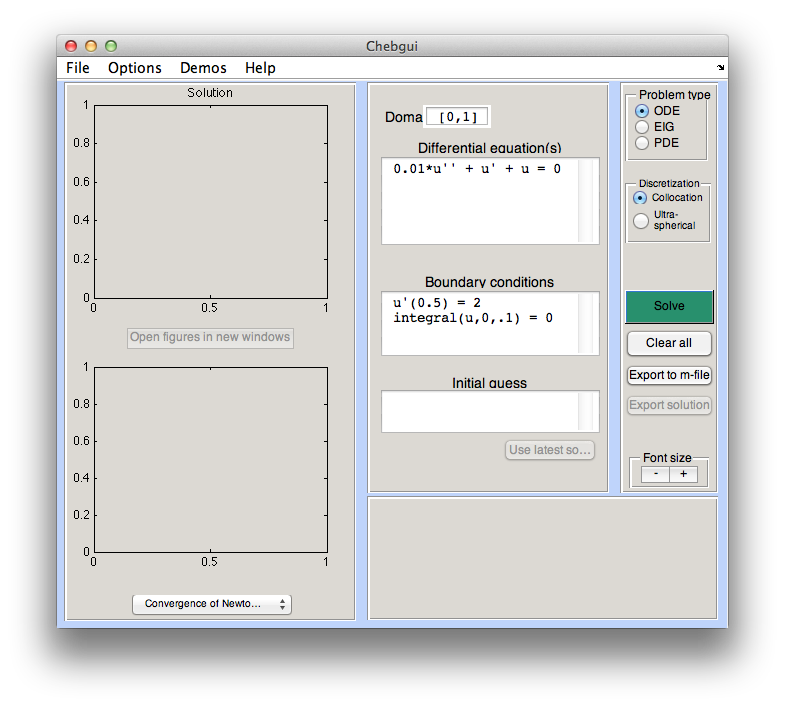 Chebgui
File Options Demos Help
Solution
1
0.8
0.6
0.4
0.2
0
0 0.5 1
Open figures in new windows
1
0.8
0.6
0.4
0.2
0
0 0.5 1
Convergence of Newto...
Doma [0,1]
Differential equation(s)
0.01*u'' + u' + u = 0
Boundary conditions
u'(0.5) = 2
integral(u,0,.1) = 0
Initial guess
Use latest so...
Problem type
ODE
EIG
PDE
Discretization
Collocation
Ultra-
spherical
Solve
Clear all
Export to m-file
Export solution
Font size
- +